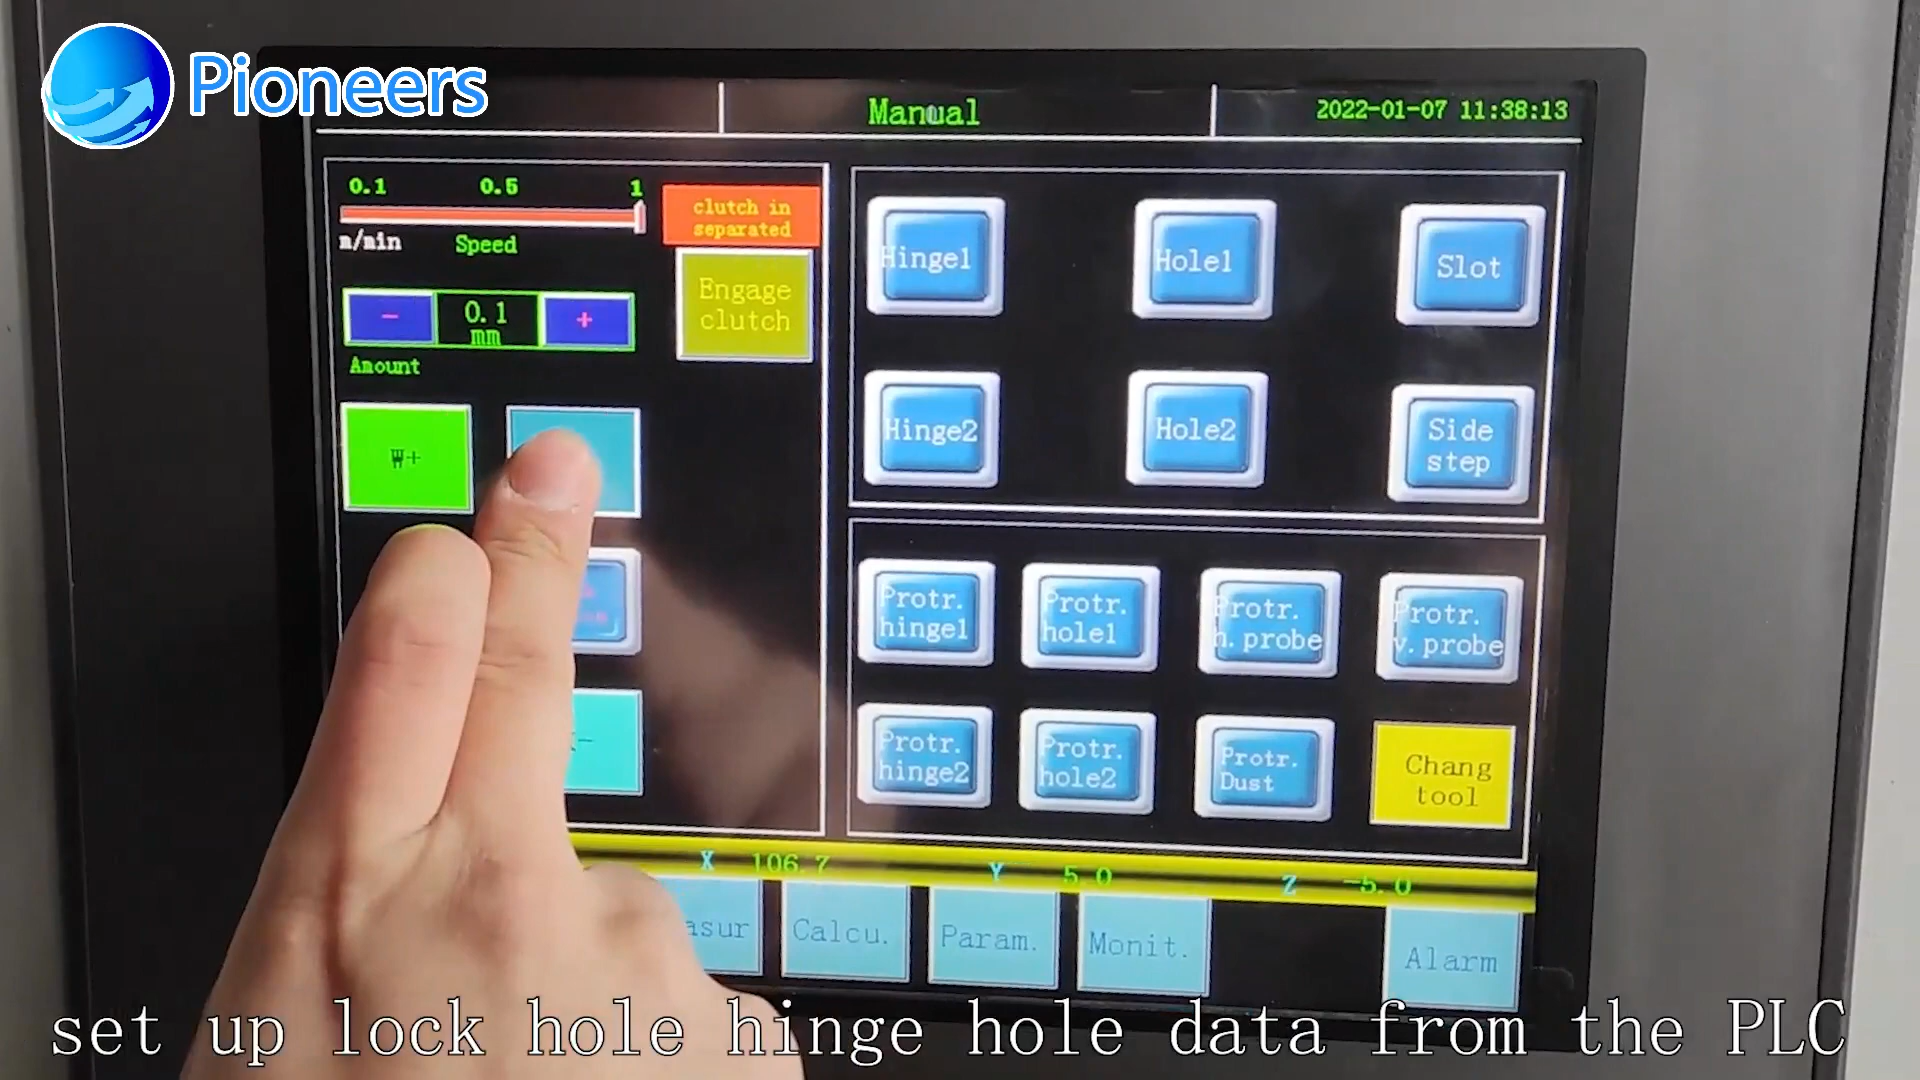 Pioneers
Manual
2022-01-07 11:38:13
0.1 0.5 1
m/min Speed
clutch in
separated
Engage
clutch
- 0.1 +
mm
Amount
W+
Hinge1
Hole1
Slot
Hinge2
Hole2
Side
step
Protr.
hinge1
Protr.
hole1
Protr.
h.probe
Protr.
v.probe
Protr.
hinge2
Protr.
hole2
Protr.
Dust
Chang
tool
X 106.7 Y 5.0 Z -5.0
Calcu.
Param.
Monit.
Alarm
set up lock hole hinge hole data from the PLC